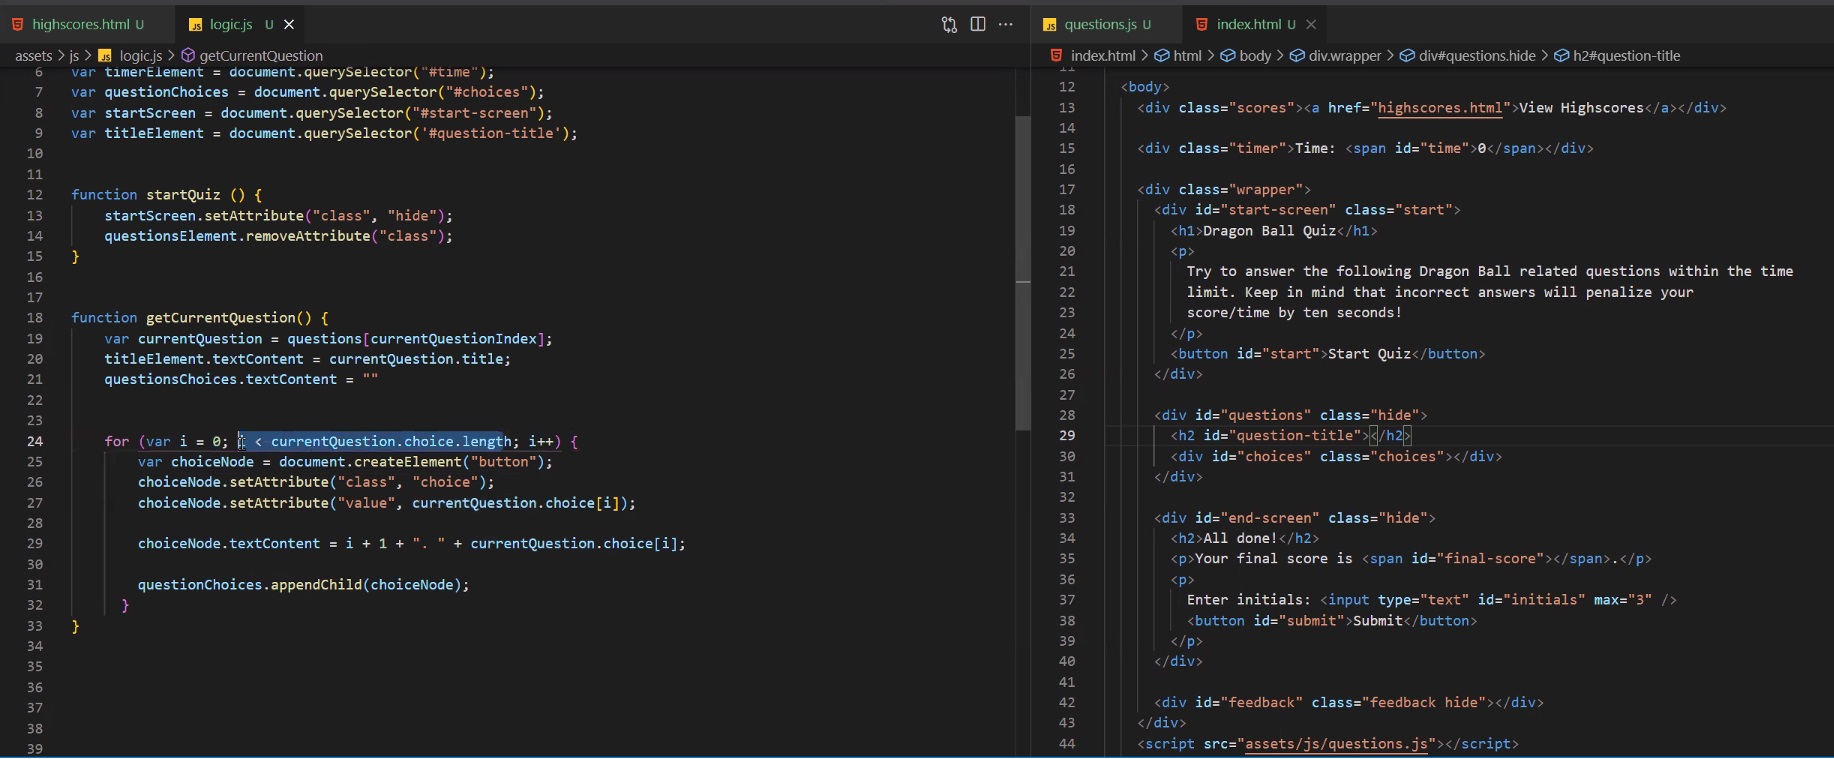 highscores.html U
logic.js U
assets > js > logic.js > getCurrentQuestion
6 var timerElement = document.querySelector("#time");
7 var questionChoices = document.querySelector("#choices");
8 var startScreen = document.querySelector("#start-screen");
9 var titleElement = document.querySelector('#question-title');
10
11
12 function startQuiz () {
13 startScreen.setAttribute("class", "hide");
14 questionsElement.removeAttribute("class");
15 }
16
17
18 function getCurrentQuestion() {
19 var currentQuestion = questions[currentQuestionIndex];
20 titleElement.textContent = currentQuestion.title;
21 questionsChoices.textContent = ""
22
23
24 for (var i = 0; i < currentQuestion.choice.length; i++) {
25 var choiceNode = document.createElement("button");
26 choiceNode.setAttribute("class", "choice");
27 choiceNode.setAttribute("value", currentQuestion.choice[i]);
28
29 choiceNode.textContent = i + 1 + ". " + currentQuestion.choice[i];
30
31 questionChoices.appendChild(choiceNode);
32 }
33 }
34
35
36
37
38
39
questions.js U
index.html U
index.html > html > body > div.wrapper > div#questions.hide > h2#question-title
11
12 <body>
13 <div class="scores"><a href="highscores.html">View Highscores</a></div>
14
15 <div class="timer">Time: <span id="time">0</span></div>
16
17 <div class="wrapper">
18 <div id="start-screen" class="start">
19 <h1>Dragon Ball Quiz</h1>
20 <p>
21 Try to answer the following Dragon Ball related questions within the time
22 limit. Keep in mind that incorrect answers will penalize your
23 score/time by ten seconds!
24 </p>
25 <button id="start">Start Quiz</button>
26 </div>
27
28 <div id="questions" class="hide">
29 <h2 id="question-title"></h2>
30 <div id="choices" class="choices"></div>
31 </div>
32
33 <div id="end-screen" class="hide">
34 <h2>All done!</h2>
35 <p>Your final score is <span id="final-score"></span>.</p>
36 <p>
37 Enter initials: <input type="text" id="initials" max="3" />
38 <button id="submit">Submit</button>
39 </p>
40 </div>
41
42 <div id="feedback" class="feedback hide"></div>
43 </div>
44 <script src="assets/js/questions.js"></script>